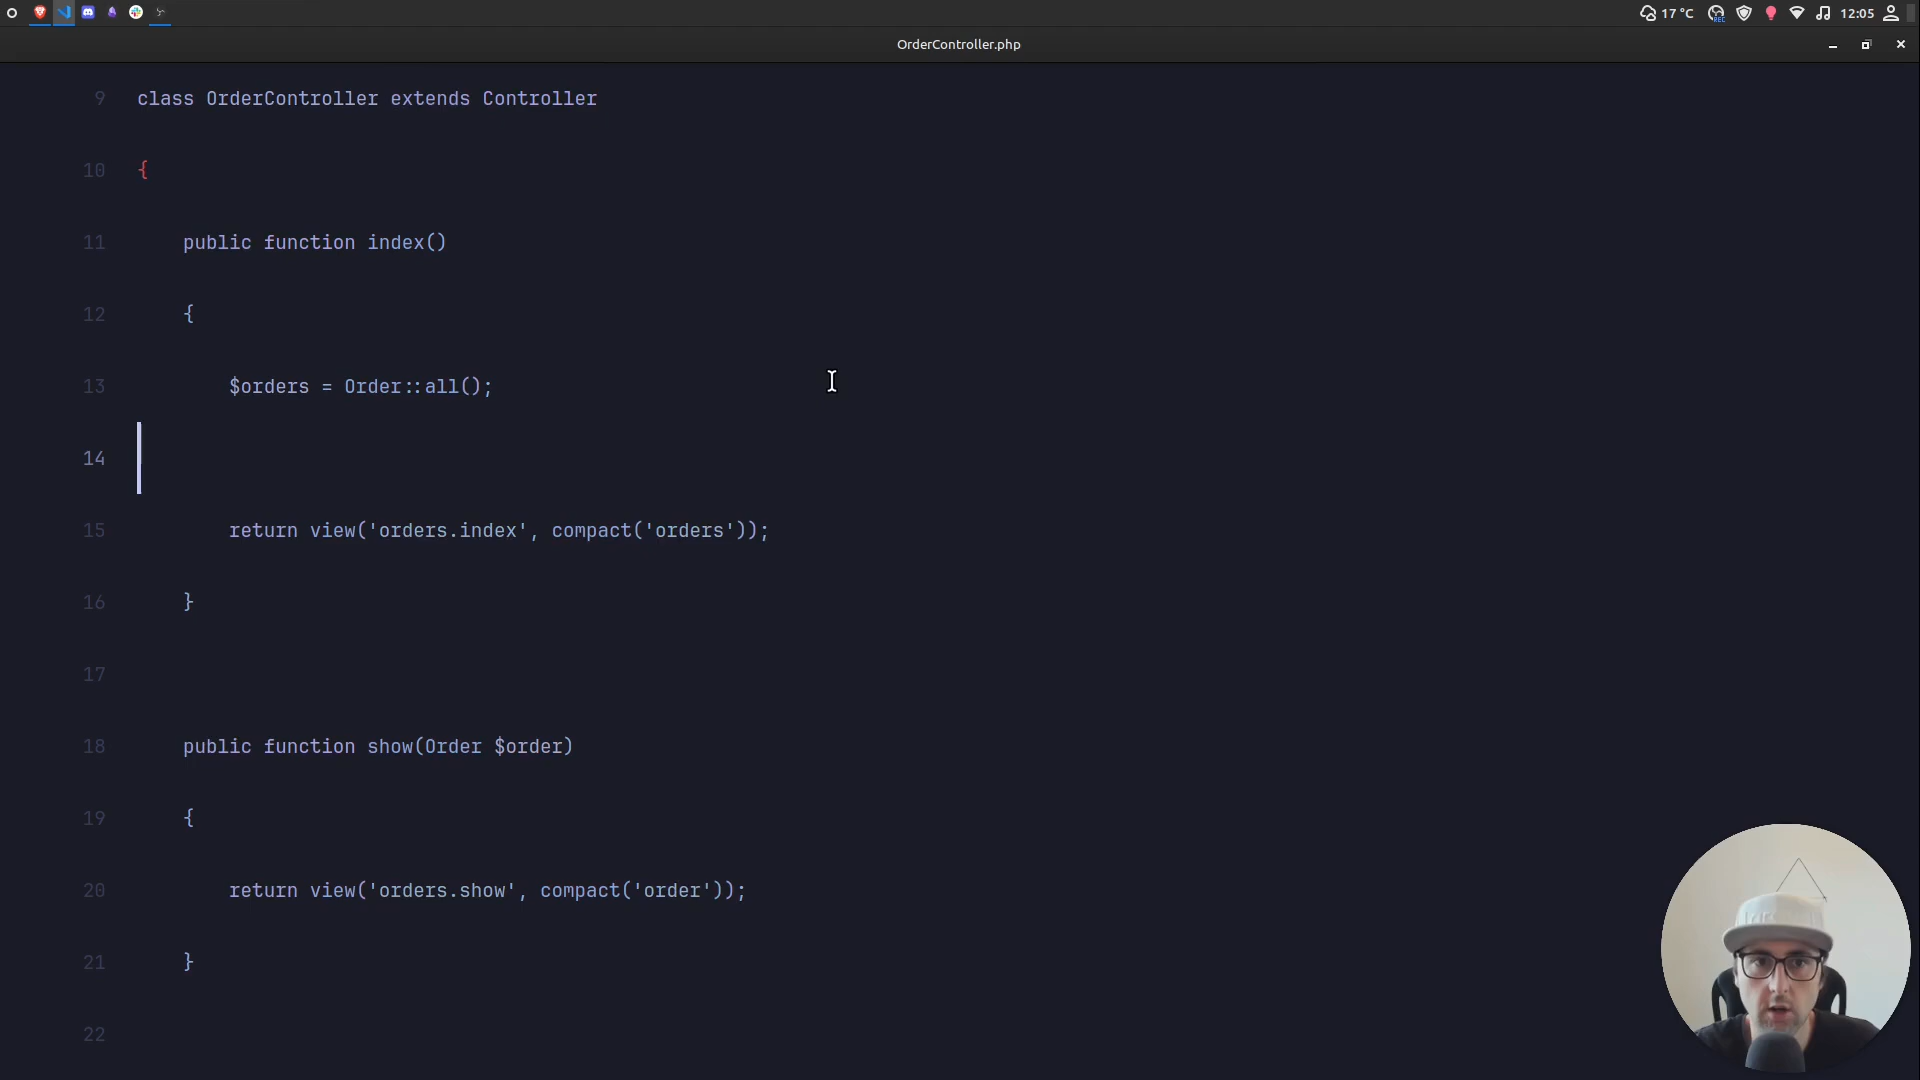 17 °C
REC
12:05
OrderController.php
9 class OrderController extends Controller
10 {
11 public function index()
12 {
13 $orders = Order::all();
14
15 return view('orders.index', compact('orders'));
16 }
17
18 public function show(Order $order)
19 {
20 return view('orders.show', compact('order'));
21 }
22